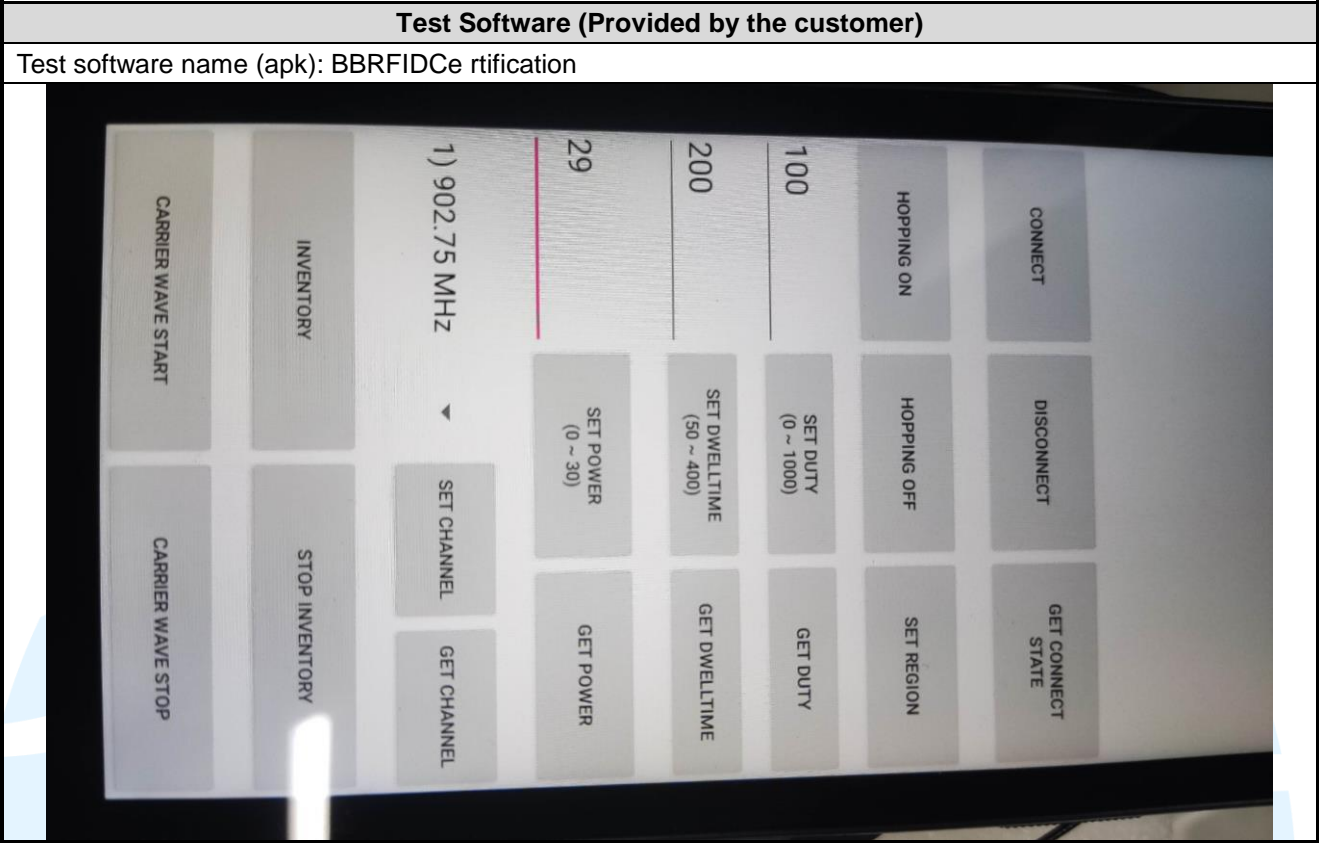 Test Software (Provided by the customer)
Test software name (apk): BBRFIDCe rtification
CONNECT
DISCONNECT
GET CONNECT
STATE
HOPPING ON
HOPPING OFF
SET REGION
100
SET DUTY
(0 ~ 1000)
GET DUTY
200
SET DWELLTIME
(50 ~ 400)
GET DWELLTIME
29
SET POWER
(0 ~ 30)
GET POWER
1) 902.75 MHz
SET CHANNEL
GET CHANNEL
INVENTORY
STOP INVENTORY
CARRIER WAVE START
CARRIER WAVE STOP